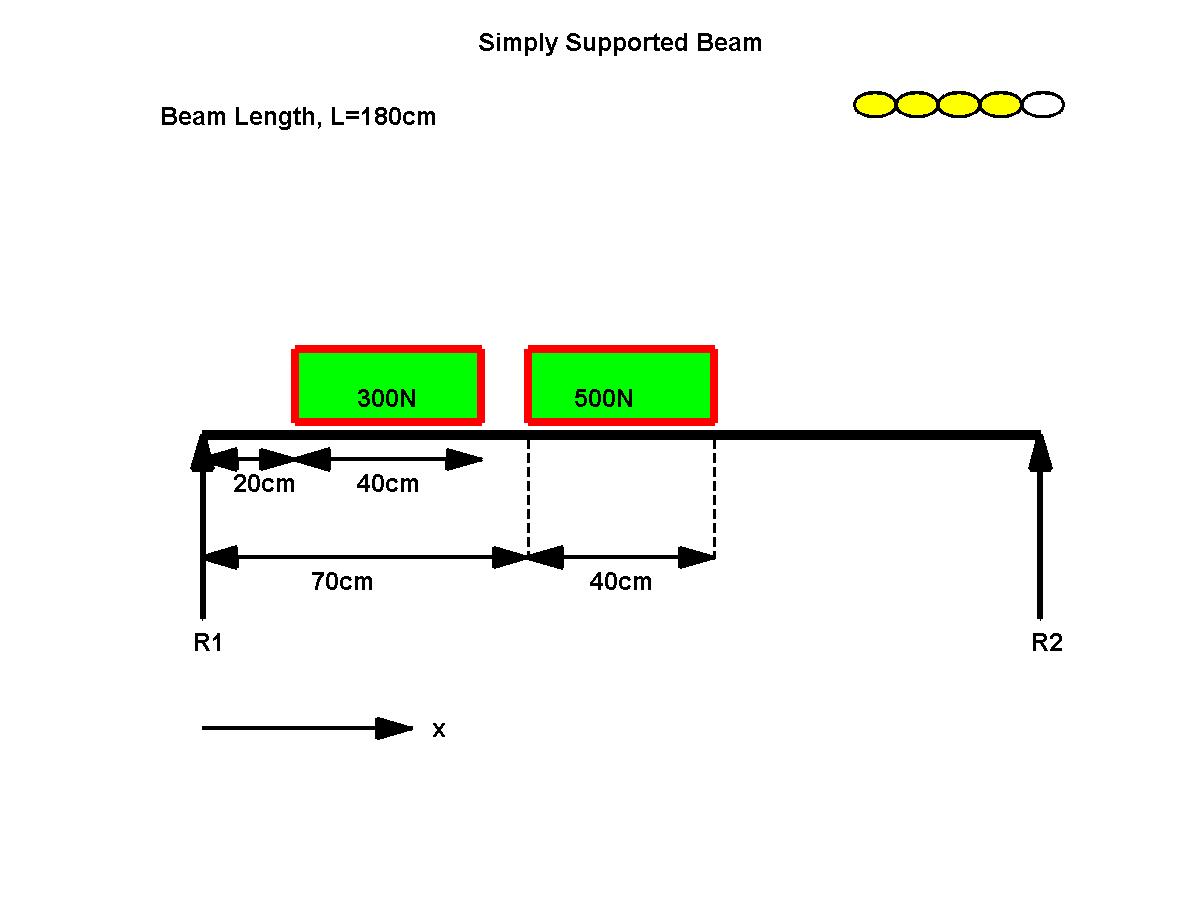 Simply Supported Beam
Beam Length, L=180cm
300N
500N
20cm
40cm
70cm
40cm
R1
R2
x